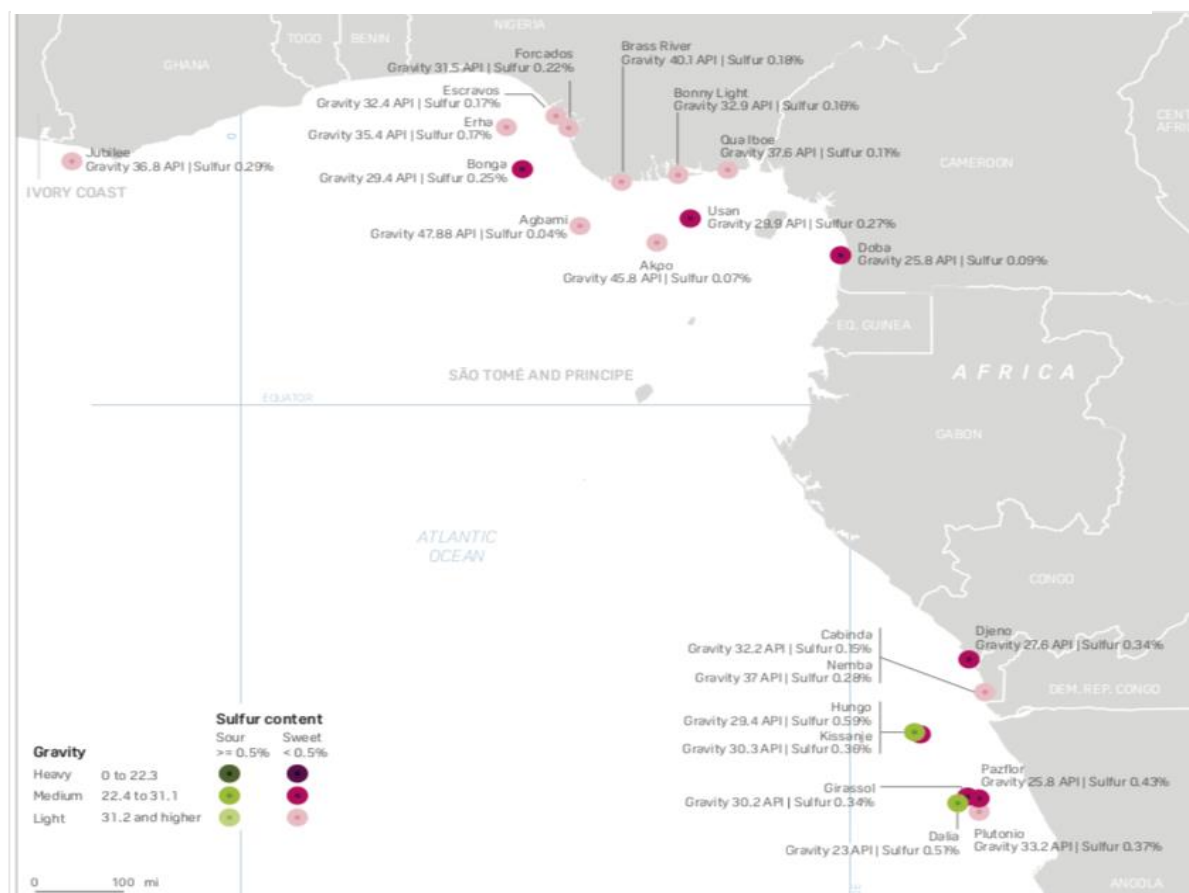 NIGERIA
TOGO
BENIN
GHANA
Forcados
Gravity 31.5 API | Sulfur 0.22%
Brass River
Gravity 40.1 API | Sulfur 0.18%
Escravos
Gravity 32.4 API | Sulfur 0.17%
Bonny Light
Gravity 32.9 API | Sulfur 0.16%
Erha
Gravity 35.4 API | Sulfur 0.17%
Qua Iboe
Gravity 37.6 API | Sulfur 0.11%
Jubilee
Gravity 36.8 API | Sulfur 0.29%
Bonga
Gravity 29.4 API | Sulfur 0.25%
CAMEROON
IVORY COAST
0
Usan
Gravity 29.9 API | Sulfur 0.27%
Agbami
Gravity 47.88 API | Sulfur 0.04%
Akpo
Gravity 45.8 API | Sulfur 0.07%
Doba
Gravity 25.8 API | Sulfur 0.09%
EQ. GUINEA
SÃO TOMÉ AND PRINCIPE
AFRICA
EQUATOR
GABON
ATLANTIC
OCEAN
CONGO
Cabinda
Gravity 32.2 API | Sulfur 0.15%
Nemba
Gravity 37 API | Sulfur 0.28%
Djeno
Gravity 27.6 API | Sulfur 0.34%
DEM. REP. CONGO
Hungo
Gravity 29.4 API | Sulfur 0.59%
Kissanje
Gravity 30.3 API | Sulfur 0.36%
Girassol
Gravity 30.2 API | Sulfur 0.34%
Pazflor
Gravity 25.8 API | Sulfur 0.43%
Dalia
Gravity 23 API | Sulfur 0.51%
Plutonio
Gravity 33.2 API | Sulfur 0.37%
ANGOLA
Sulfur content
Sour Sweet
Gravity >= 0.5% < 0.5%
Heavy 0 to 22.3
Medium 22.4 to 31.1
Light 31.2 and higher
0 100 mi